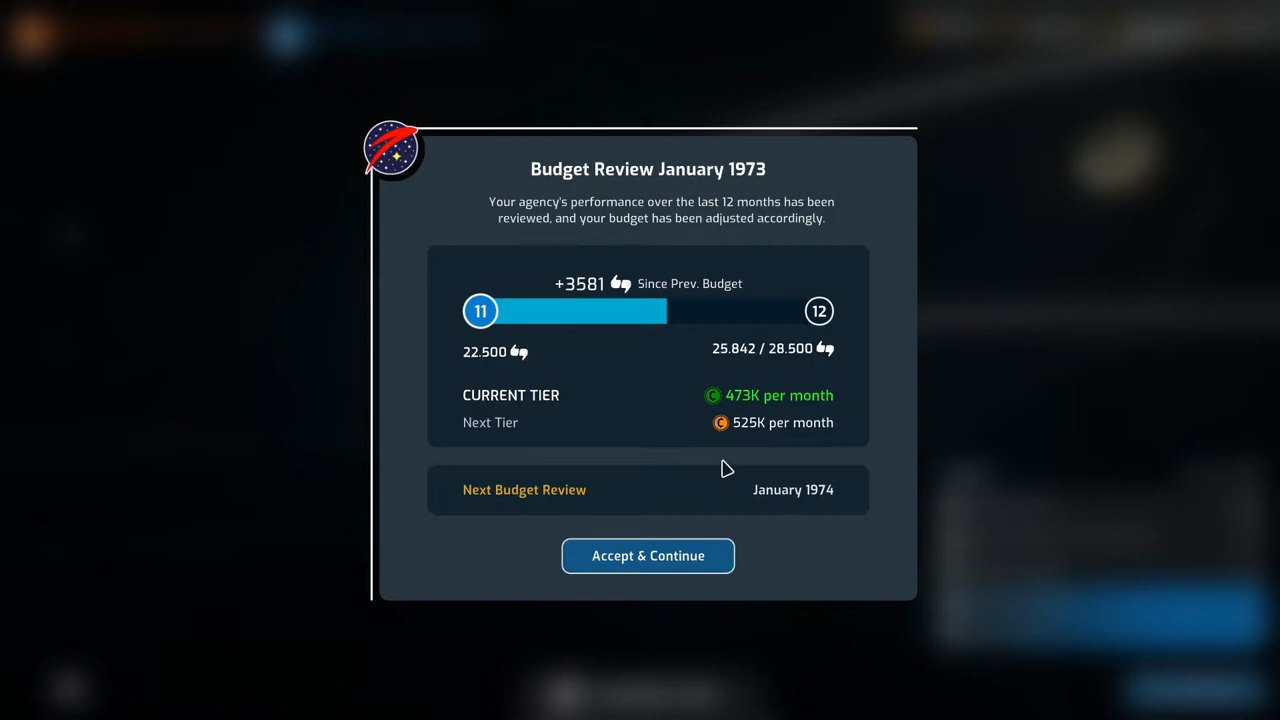 Budget Review January 1973
Your agency's performance over the last 12 months has been
reviewed, and your budget has been adjusted accordingly.
+3581 Since Prev. Budget
11
12
22.500
25.842 / 28.500
CURRENT TIER
473K per month
Next Tier
525K per month
Next Budget Review
January 1974
Accept & Continue